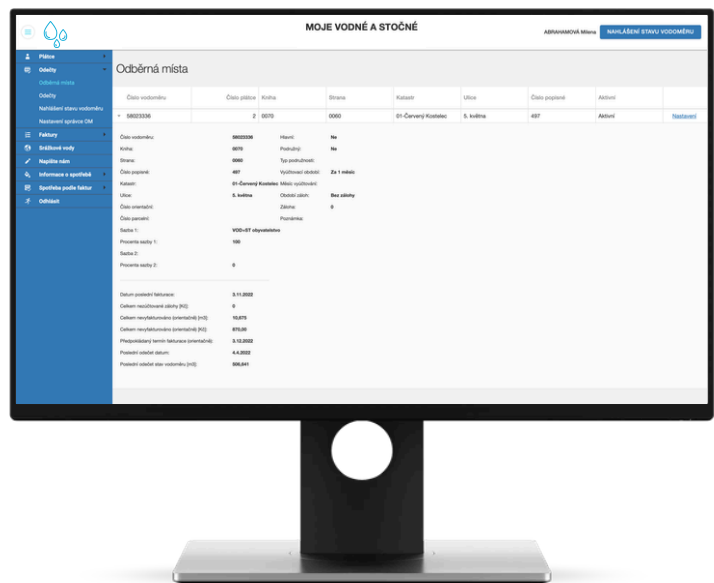 MOJE VODNÉ A STOČNÉ
ABRAHAMOVÁ Milena
NAHLÁŠENÍ STAVU VODOMĚRU
Plátce
Odečty
Odběrná místa
Odečty
Nahlášení stavu vodoměru
Nastavení správce OM
Faktury
Srážkové vody
Napište nám
Informace o spotřebě
Spotřeba podle faktur
Odhlásit
Odběrná místa
Číslo vodoměru Číslo plátce Kniha Strana Katastr Ulice Číslo popisné Aktivní
58023336 2 0070 0060 01-Červený Kostelec 5. května 497 Aktivní Nastavení
Číslo vodoměru: 58023336 Hlavní: Ne
Kniha: 0070 Podružný: Ne
Strana: 0060 Typ podružnosti:
Číslo popisné: 497 Vyúčtovací období: Za 1 měsíc
Katastr: 01-Červený Kostelec Měsíc vyúčtování:
Ulice: 5. května Období záloh: Bez zálohy
Číslo orientační: Záloha: 0
Číslo parcelní: Poznámka:
Sazba 1: VOD+ST obyvatelstvo
Procenta sazby 1: 100
Sazba 2:
Procenta sazby 2: 0
Datum poslední fakturace: 3.11.2022
Celkem nezúčtované zálohy [Kč]: 0
Celkem nevyfakturováno (orientačně) [m3]: 10,075
Celkem nevyfakturováno (orientačně) [Kč]: 870,00
Předpokládaný termín fakturace (orientačně): 3.12.2022
Poslední odečet datum: 4.4.2022
Poslední odečet stav vodoměru [m3]: